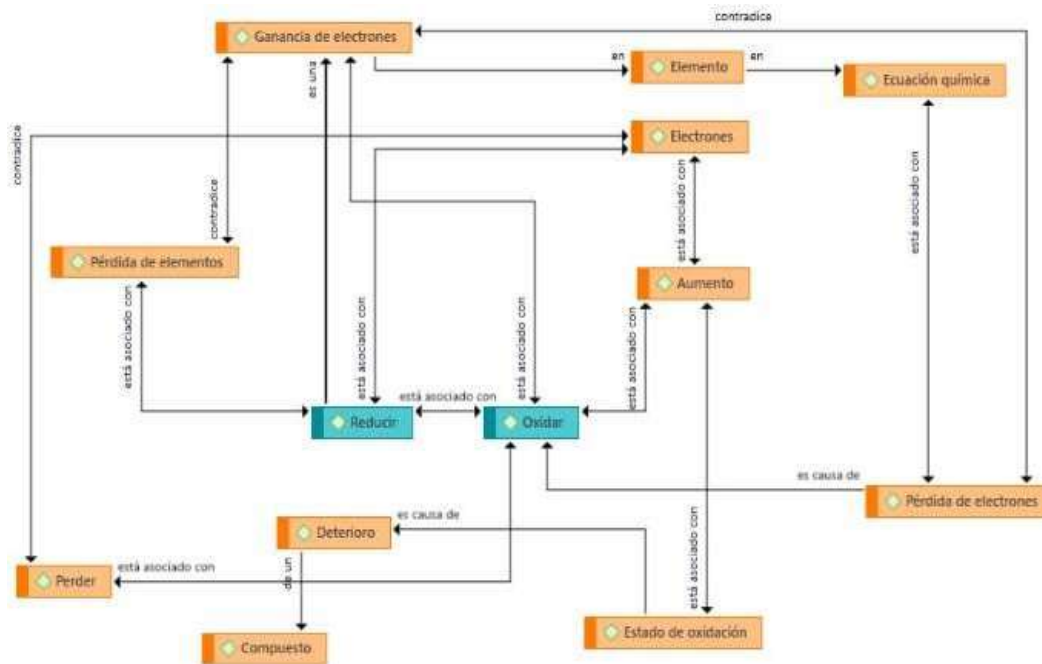 contradice
Ganancia de electrones
en
Elemento
en
Ecuación química
es una
contradice
Electrones
contradice
está asociado con
está asociado con
Pérdida de elementos
Aumento
está asociado con
está asociado con
está asociado con
está asociado con
está asociado con
Reducir
Oxidar
es causa de
Pérdida de electrones
es causa de
Deterioro
está asociado con
está asociado con
de un
Perder
Estado de oxidación
Compuesto